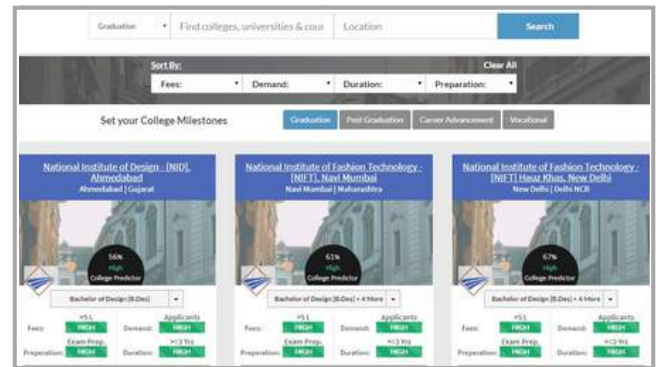 Graduation
Find colleges, universities & cour
Location
Search
Sort By:
Clear All
Fees:
Demand:
Duration:
Preparation:
Set your College Milestones
Graduation
Post Graduation
Career Advancement
Vocational
National Institute of Design - [NID],
Ahmedabad
Ahmedabad | Gujarat
56%
High
College Predictor
Bachelor of Design [B.Des]
<5 L
Applicants
Fees:
HIGH
Demand:
HIGH
Exam Prep.
>=3 Yrs
Preparation:
HIGH
Duration:
HIGH
National Institute of Fashion Technology -
[NIFT], Navi Mumbai
Navi Mumbai | Maharashtra
61%
High
College Predictor
Bachelor of Design [B.Des] + 4 More
<5 L
Applicants
Fees:
HIGH
Demand:
HIGH
Exam Prep.
>=3 Yrs
Preparation:
HIGH
Duration:
HIGH
National Institute of Fashion Technology -
[NIFT] Hauz Khas, New Delhi
New Delhi | Delhi NCR
67%
High
College Predictor
Bachelor of Design [B.Des] + 4 More
Applicants
Fees:
HIGH
Demand:
HIGH
Exam Prep.
Preparation:
HIGH
Duration:
HIGH